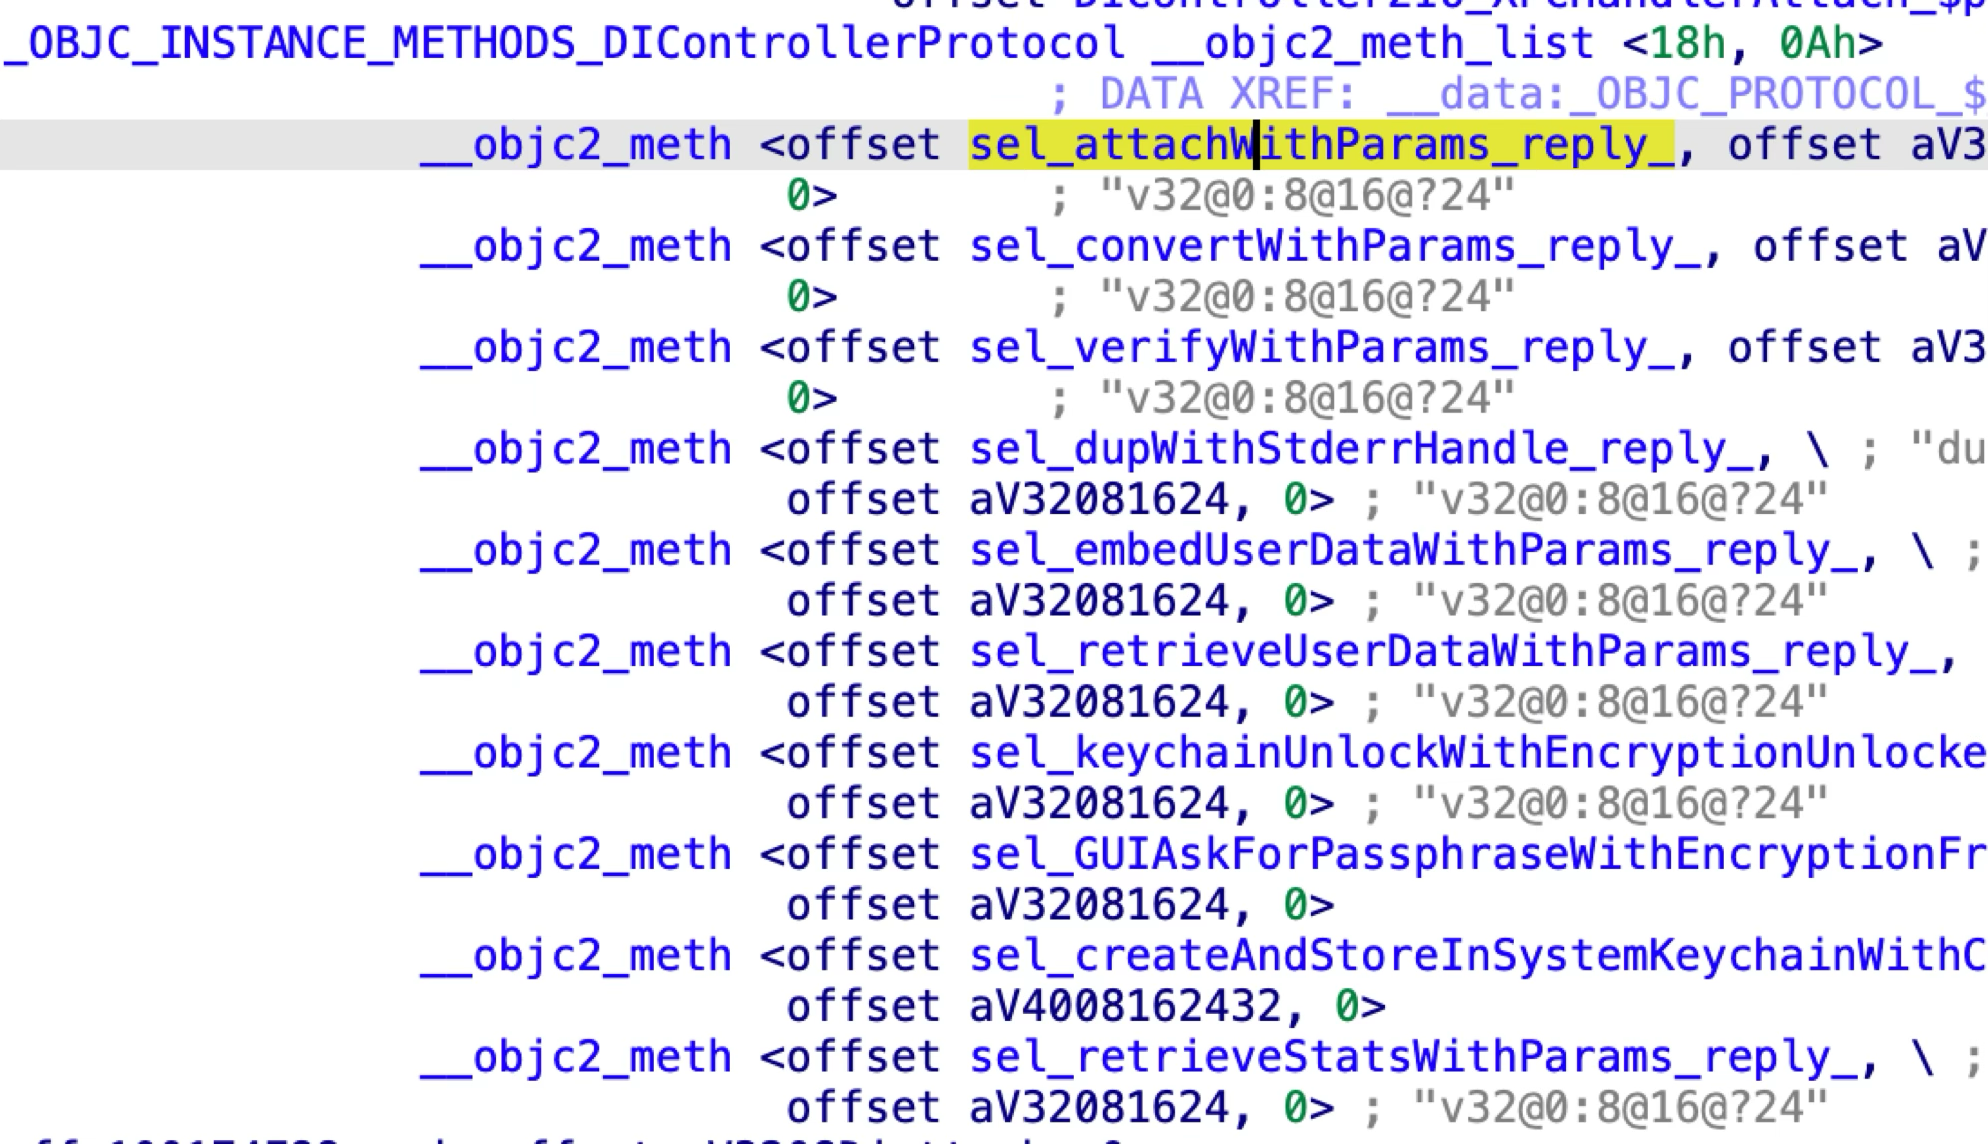 _OBJC_INSTANCE_METHODS_DIControllerProtocol __objc2_meth_list <18h, 0Ah>
; DATA XREF: __data:_OBJC_PROTOCOL_$
__objc2_meth <offset sel_attachWithParams_reply_, offset aV3
0> ; "v32@0:8@16@?24"
__objc2_meth <offset sel_convertWithParams_reply_, offset aV
0> ; "v32@0:8@16@?24"
__objc2_meth <offset sel_verifyWithParams_reply_, offset aV3
0> ; "v32@0:8@16@?24"
__objc2_meth <offset sel_dupWithStderrHandle_reply_, \ ; "du
offset aV32081624, 0> ; "v32@0:8@16@?24"
__objc2_meth <offset sel_embedUserDataWithParams_reply_, \ ;
offset aV32081624, 0> ; "v32@0:8@16@?24"
__objc2_meth <offset sel_retrieveUserDataWithParams_reply_,
offset aV32081624, 0> ; "v32@0:8@16@?24"
__objc2_meth <offset sel_keychainUnlockWithEncryptionUnlocke
offset aV32081624, 0> ; "v32@0:8@16@?24"
__objc2_meth <offset sel_GUIAskForPassphraseWithEncryptionFr
offset aV32081624, 0>
__objc2_meth <offset sel_createAndStoreInSystemKeychainWithC
offset aV4008162432, 0>
__objc2_meth <offset sel_retrieveStatsWithParams_reply_, \ ;
offset aV32081624, 0> ; "v32@0:8@16@?24"